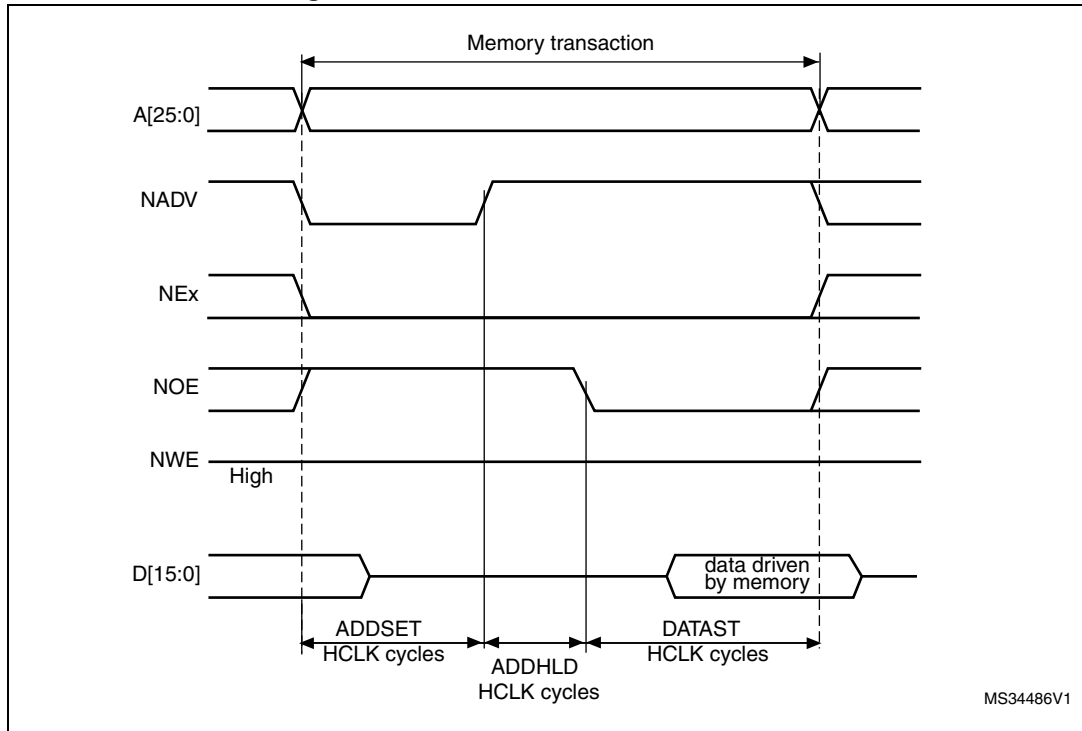 Memory transaction
A[25:0]
NADV
NEx
NOE
NWE
High
D[15:0]
data driven
by memory
ADDSET
HCLK cycles
ADDHLD
HCLK cycles
DATAST
HCLK cycles
MS34486V1